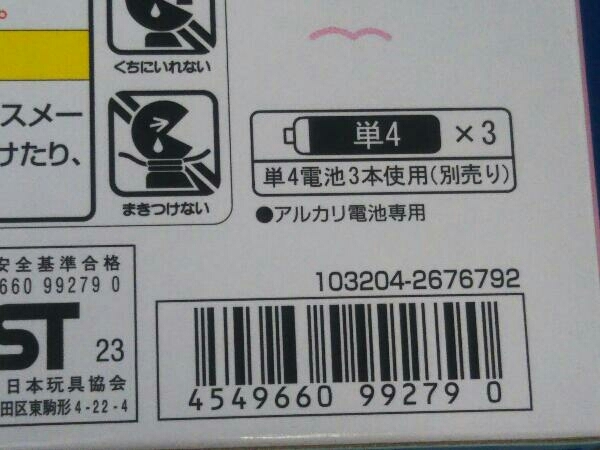 。
くちにいれない
スメー
けたり、
まきつけない
単4 ×3
単4電池3本使用(別売り)
●アルカリ電池専用
安全基準合格
660 99279 0
ST 23
日本玩具協会
田区東駒形4-22-4
103204-2676792
4549660 99279 0